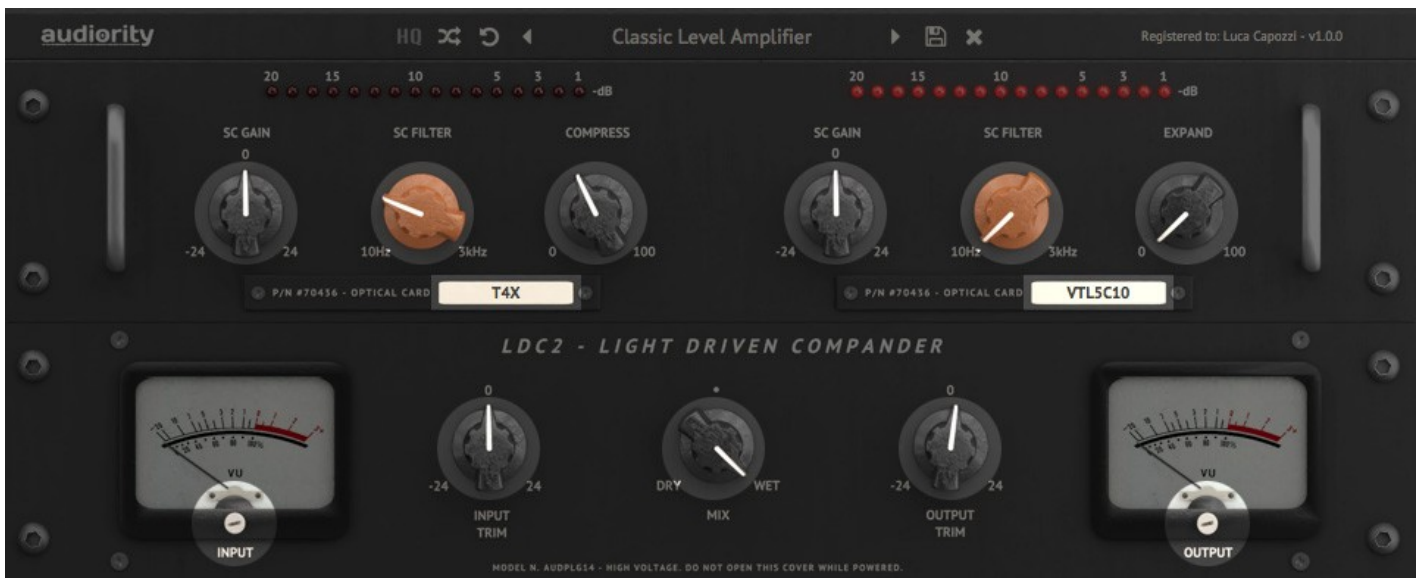 audiority HQ Classic Level Amplifier Registered to: Luca Capozzi - v1.0.0
20 15 10 5 3 1 -dB
20 15 10 5 3 1 -dB
SC GAIN SC FILTER COMPRESS
SC GAIN SC FILTER EXPAND
0
0
-24 24 10Hz 3kHz 0 100
-24 24 10Hz 3kHz 0 100
P/N #70436 - OPTICAL CARD T4X
P/N #70436 - OPTICAL CARD VTL5C10
LDC2 - LIGHT DRIVEN COMPANDER
VU
INPUT
0
-24 24
INPUT
TRIM
DRY WET
MIX
0
-24 24
OUTPUT
TRIM
VU
OUTPUT
MODEL N. AUDPLG14 - HIGH VOLTAGE. DO NOT OPEN THIS COVER WHILE POWERED.